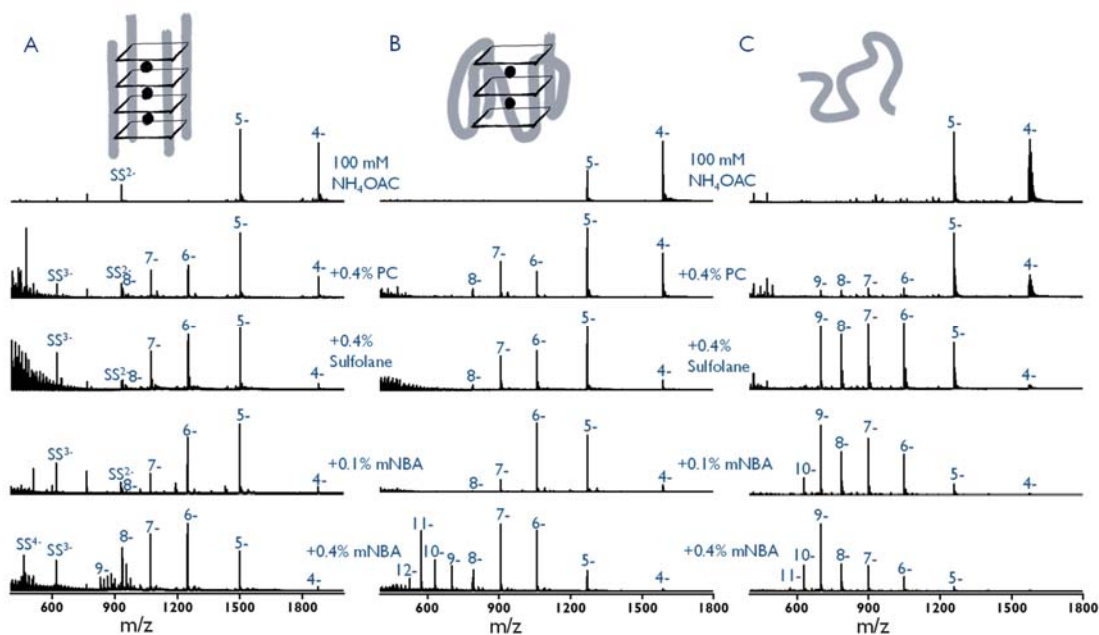 A
B
C
5-
4-
SS2-
100 mM
NH4OAC
5-
4-
100 mM
NH4OAC
5-
4-
SS3-
SS2-
8-
7-
6-
5-
4-
+0.4% PC
8-
7-
6-
5-
4-
+0.4% PC
9-
8-
7-
6-
5-
4-
SS3-
SS2-
8-
7-
6-
5-
4-
+0.4%
Sulfolane
8-
7-
6-
5-
4-
+0.4%
Sulfolane
9-
8-
7-
6-
5-
4-
SS3-
SS2-
8-
7-
6-
5-
4-
+0.1% mNBA
8-
7-
6-
5-
4-
+0.1% mNBA
10-
9-
8-
7-
6-
5-
4-
SS4-
SS3-
9-
8-
7-
6-
5-
4-
+0.4% mNBA
12-
11-
10-
9-
8-
7-
6-
5-
4-
+0.4% mNBA
11-
10-
9-
8-
7-
6-
5-
600 900 1200 1500 1800
m/z
600 900 1200 1500 1800
m/z
600 900 1200 1500 1800
m/z